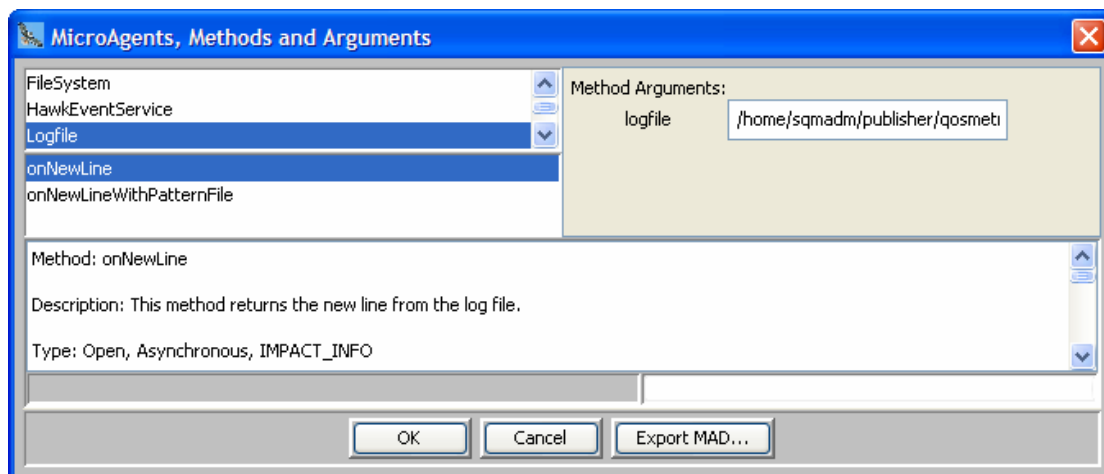 MicroAgents, Methods and Arguments
FileSystem
HawkEventService
Logfile
onNewLine
onNewLineWithPatternFile
Method Arguments:
logfile /home/sqmadm/publisher/qosmetr
Method: onNewLine
Description: This method returns the new line from the log file.
Type: Open, Asynchronous, IMPACT_INFO
OK Cancel Export MAD...